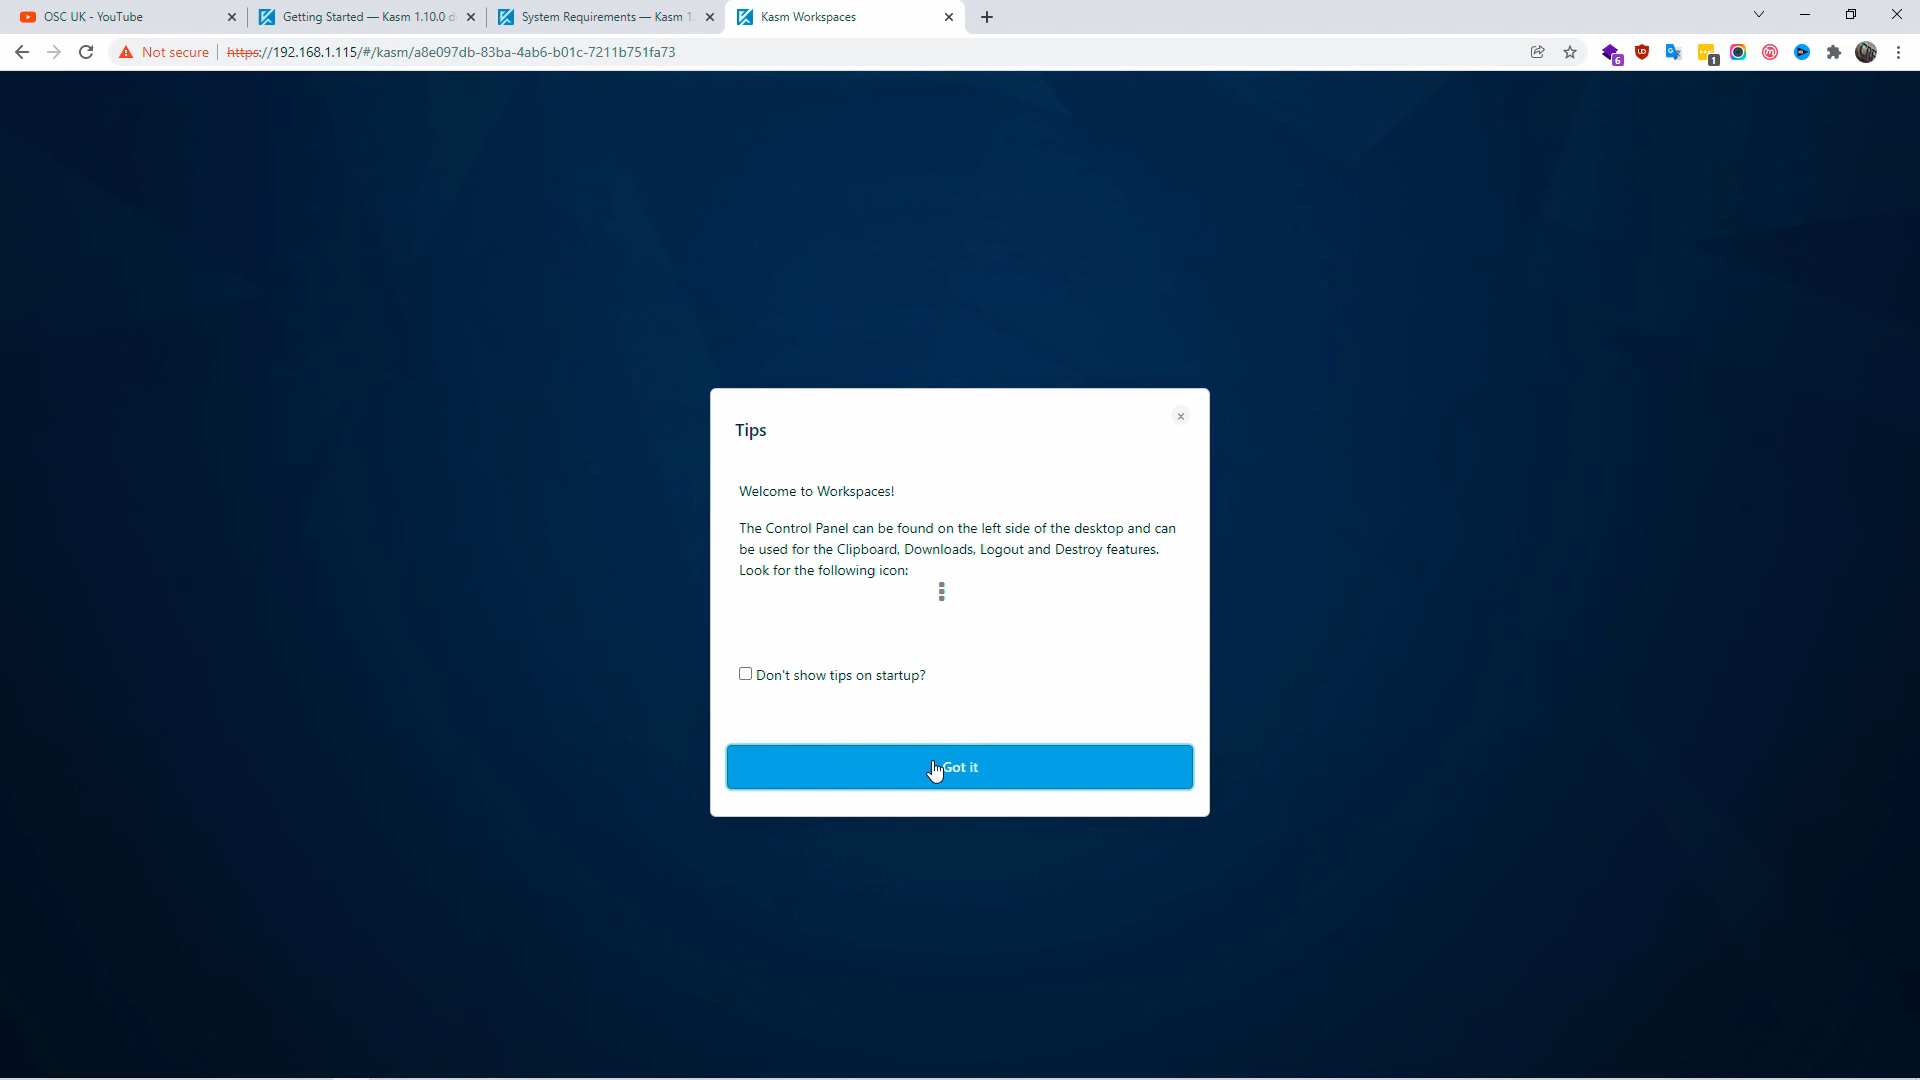 OSC UK - YouTube
Getting Started — Kasm 1.10.0 d
System Requirements — Kasm 1.
Kasm Workspaces
Not secure
https://192.168.1.115/#/kasm/a8e097db-83ba-4ab6-b01c-7211b751fa73
6
1
Tips
Welcome to Workspaces!
The Control Panel can be found on the left side of the desktop and can
be used for the Clipboard, Downloads, Logout and Destroy features.
Look for the following icon:
Don't show tips on startup?
Got it